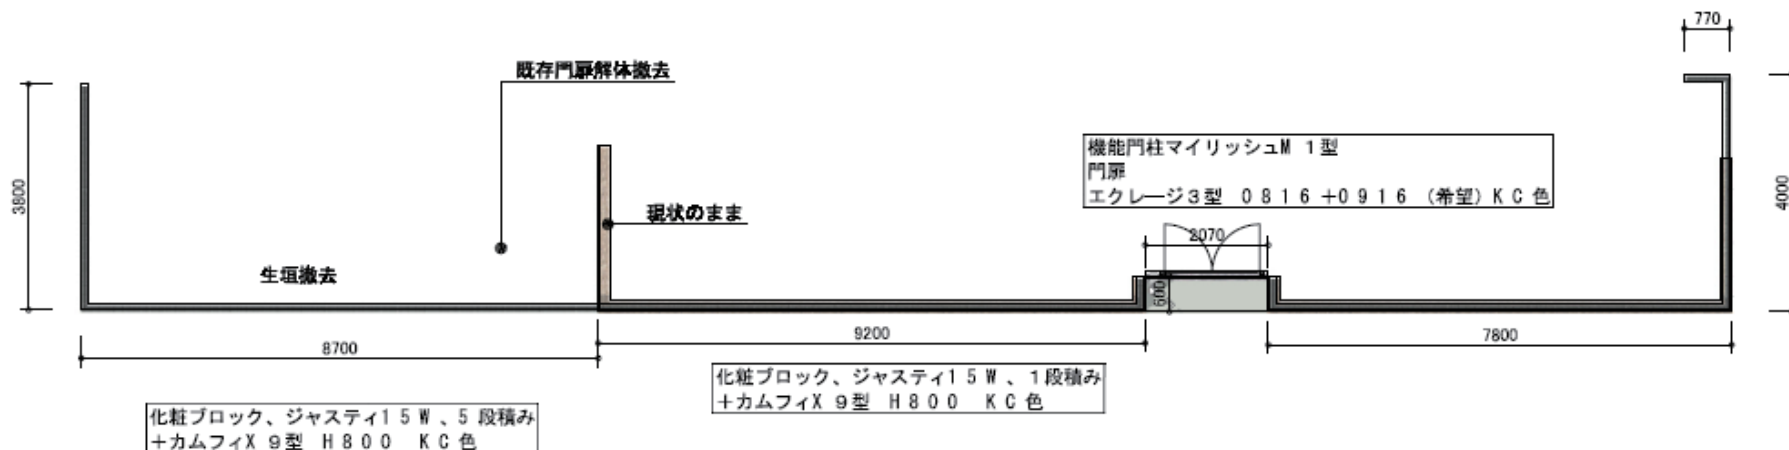 770
既存門扉解体撤去
3800
機能門柱マイリッシュM 1型
門扉
エクレージ3型 0816+0916 (希望)KC色
4000
現状のまま
2070
生垣撤去
600
8700
9200
7800
化粧ブロック、ジャスティ15W、1段積み
+カムフィX 9型 H800 KC色
化粧ブロック、ジャスティ15W、5段積み
+カムフィX 9型 H800 KC色